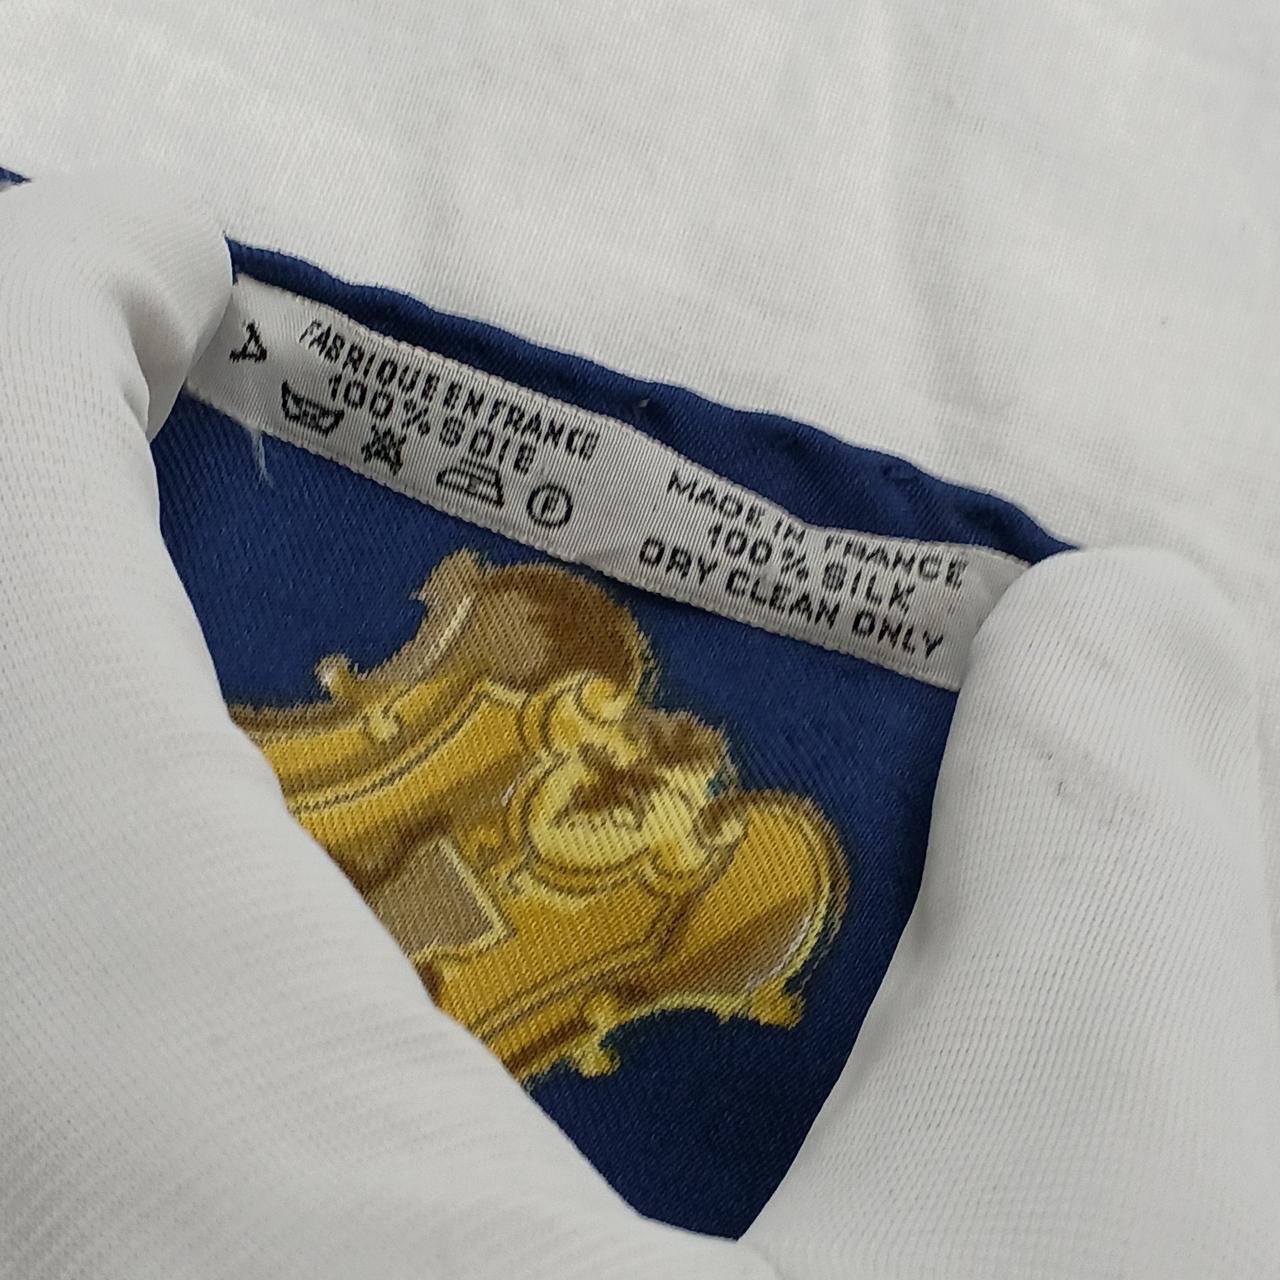 A
FABRIQUE EN FRANCE
100% SOIE
P
MADE IN FRANCE
100% SILK
DRY CLEAN ONLY